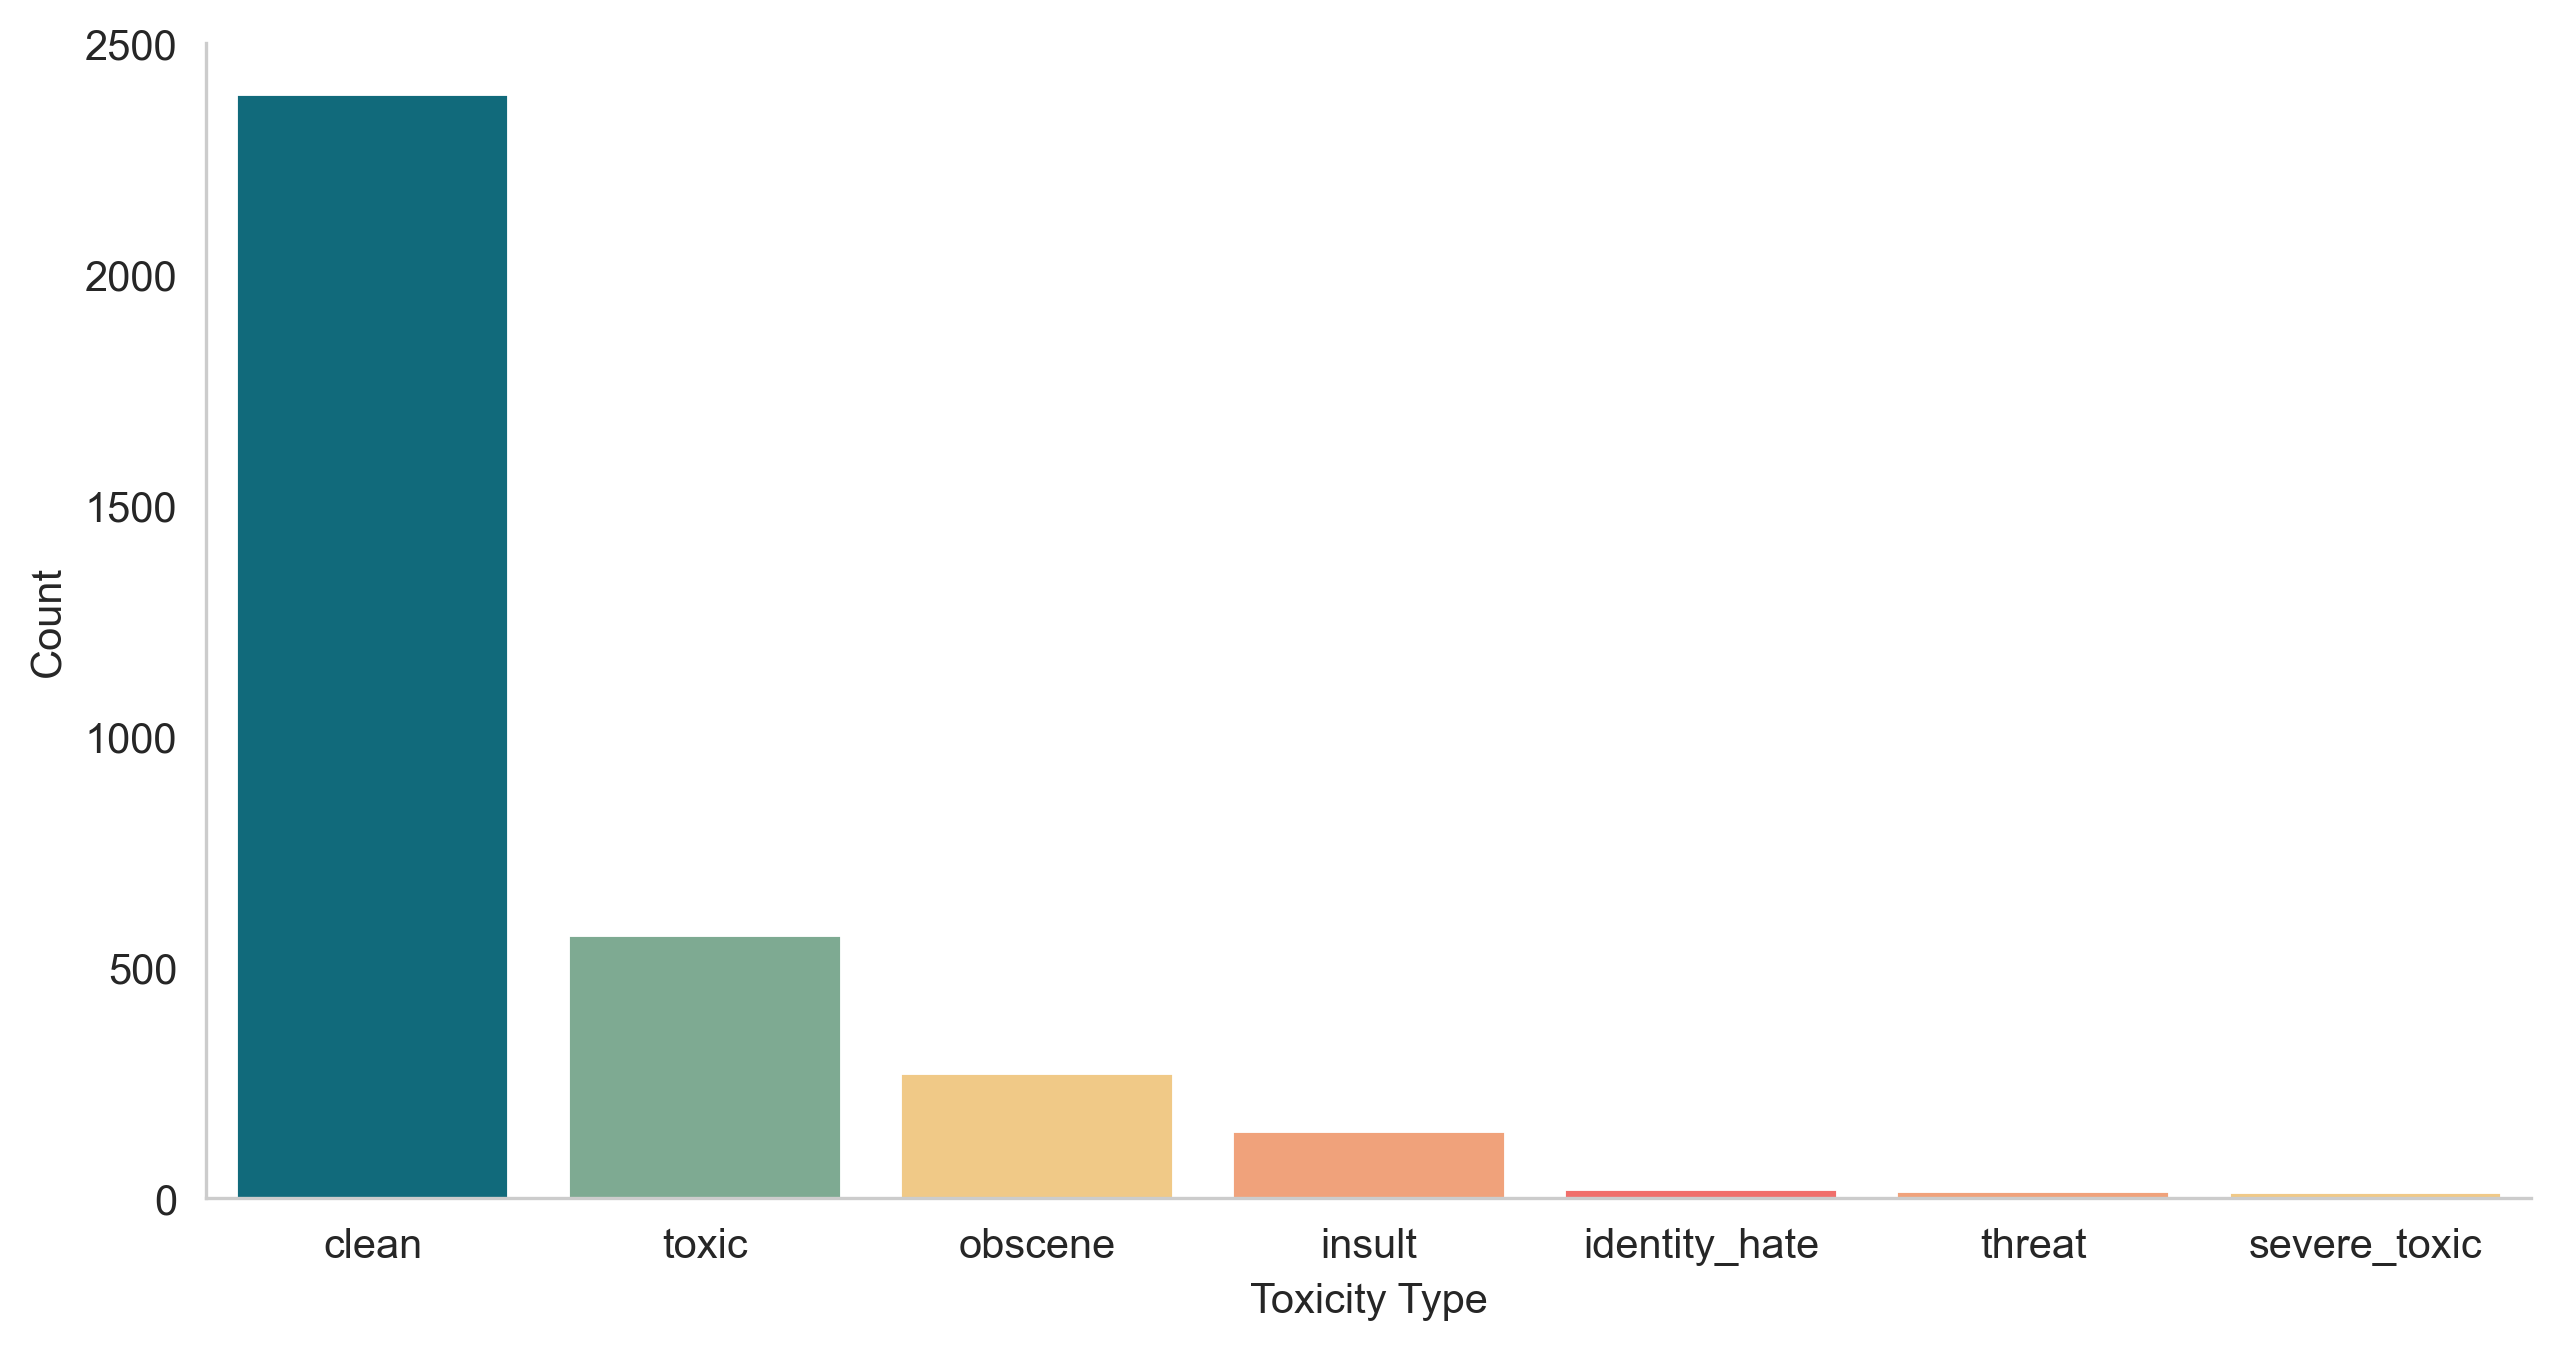 2500
2000
1500
1000
500
0
Count
clean toxic obscene insult identity_hate threat severe_toxic
Toxicity Type